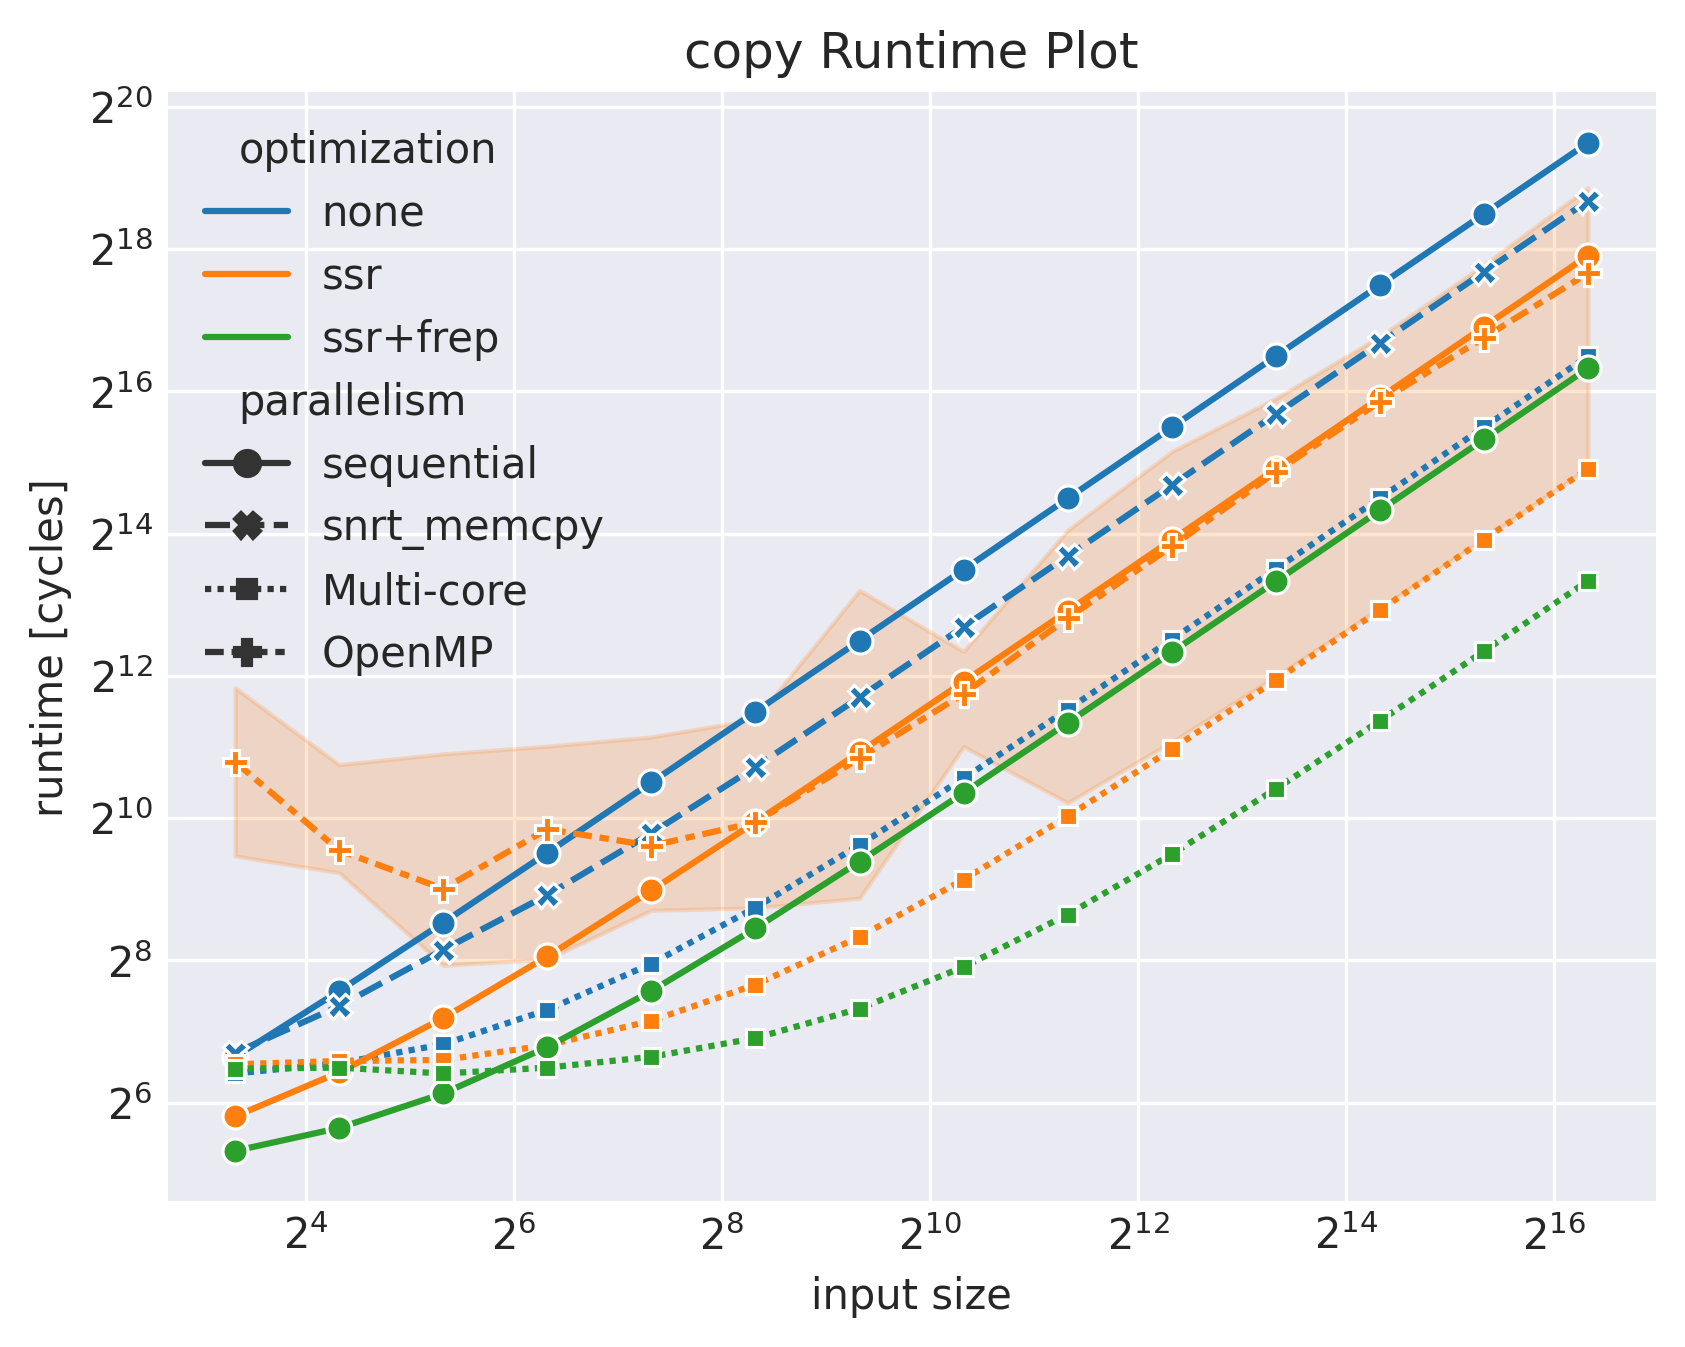 copy Runtime Plot
2^20
2^18
2^16
2^14
2^12
2^10
2^8
2^6
runtime [cycles]
optimization
none
ssr
ssr+frep
parallelism
sequential
snrt_memcpy
Multi-core
OpenMP
2^4 2^6 2^8 2^10 2^12 2^14 2^16
input size